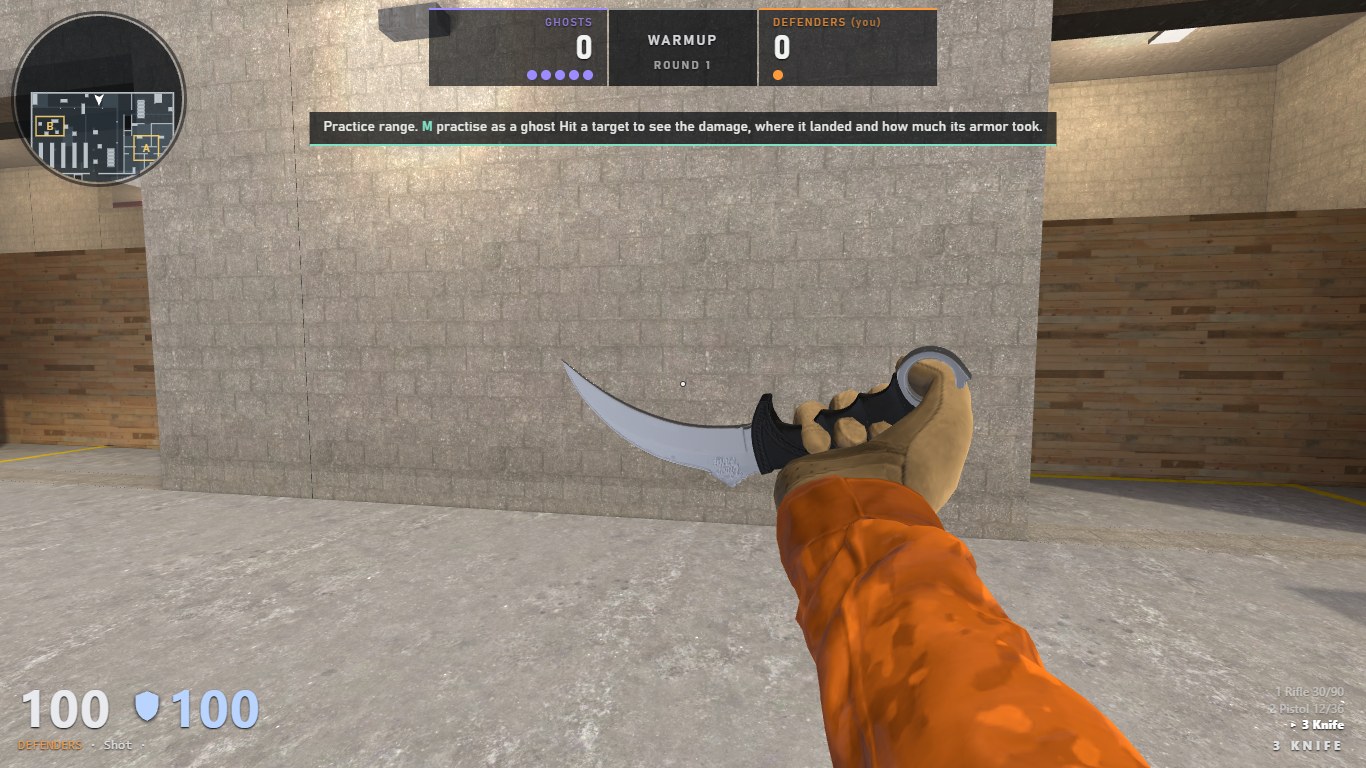 GHOSTS
0
WARMUP
ROUND 1
DEFENDERS (you)
0
Practice range. M practise as a ghost Hit a target to see the damage, where it landed and how much its armor took.
B
A
100
100
DEFENDERS · Shot ·
1 Rifle 30/90
2 Pistol 12/36
▸ 3 Knife
3 KNIFE